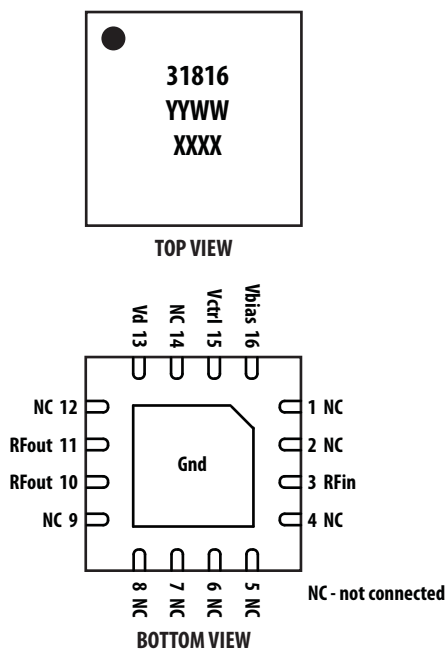 31816
YYWW
XXXX
TOP VIEW
Vd 13
NC 14
Vctrl 15
Vbias 16
NC 12
RFout 11
RFout 10
NC 9
Gnd
1 NC
2 NC
3 RFin
4 NC
8 NC
7 NC
6 NC
5 NC
NC - not connected
BOTTOM VIEW